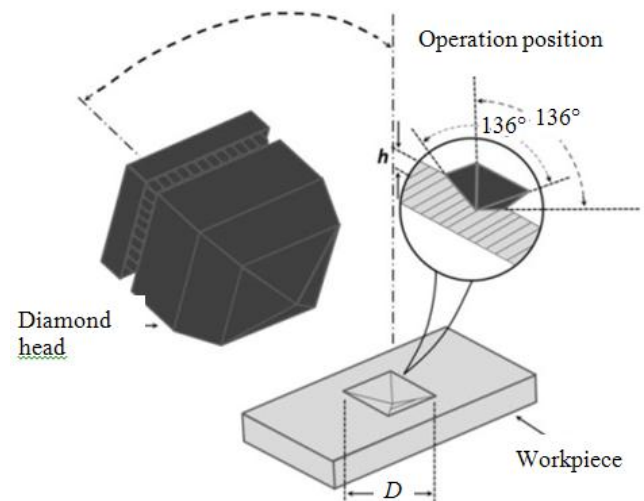 Operation position
136°
136°
h
Diamond
head
Workpiece
D